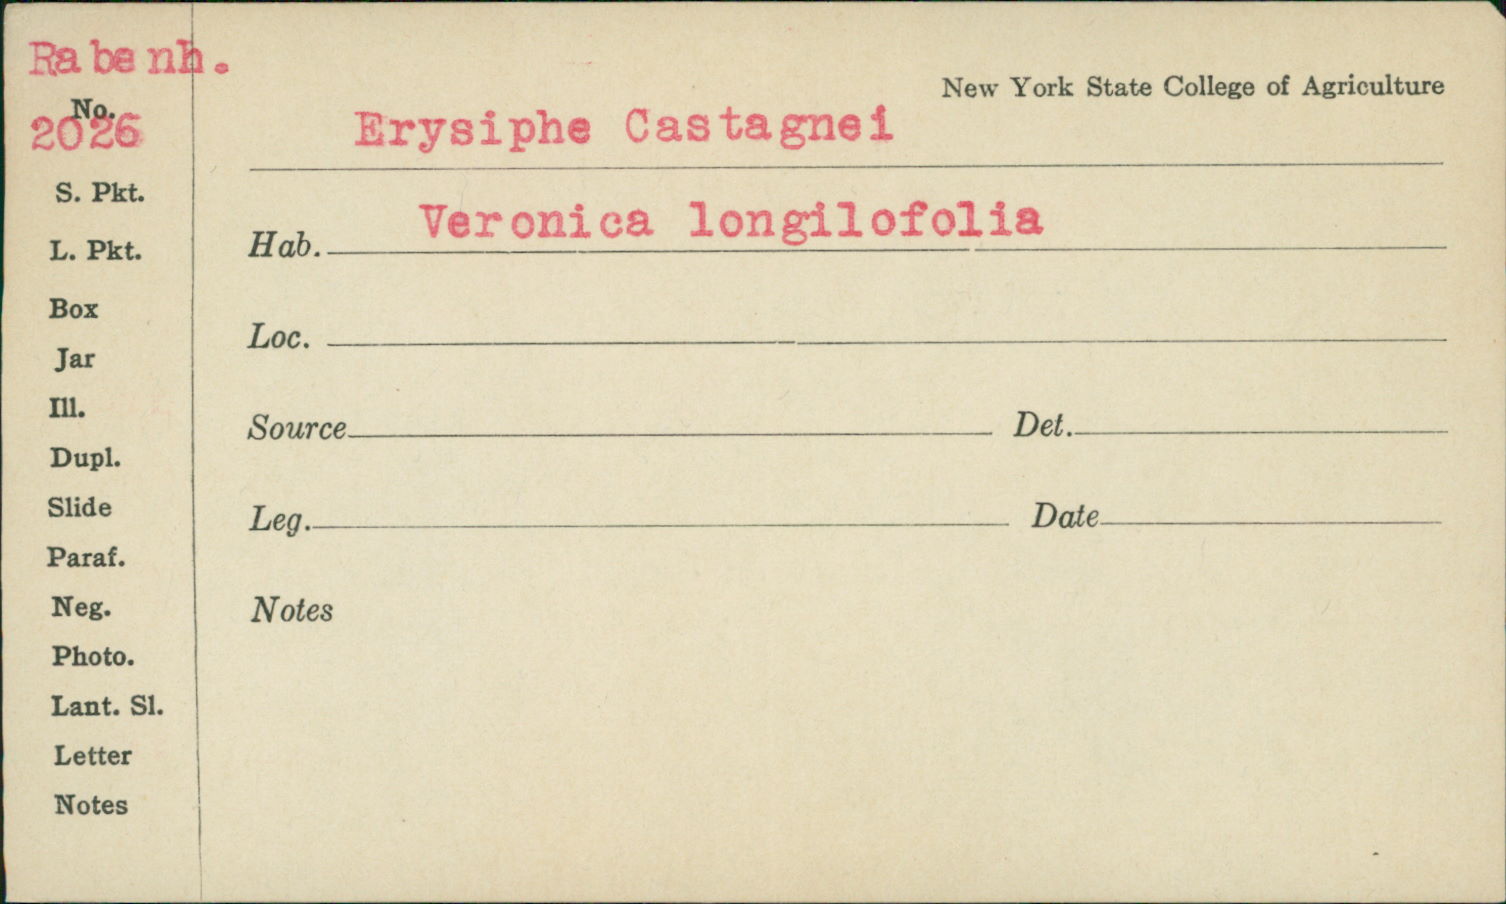 Rabenh.
No.
2026
New York State College of Agriculture
Erysiphe Castagnei
Hab. Veronica longilofolia
Loc.
Source Det.
Leg. Date
Notes
S. Pkt.
L. Pkt.
Box
Jar
Ill.
Dupl.
Slide
Paraf.
Neg.
Photo.
Lant. Sl.
Letter
Notes